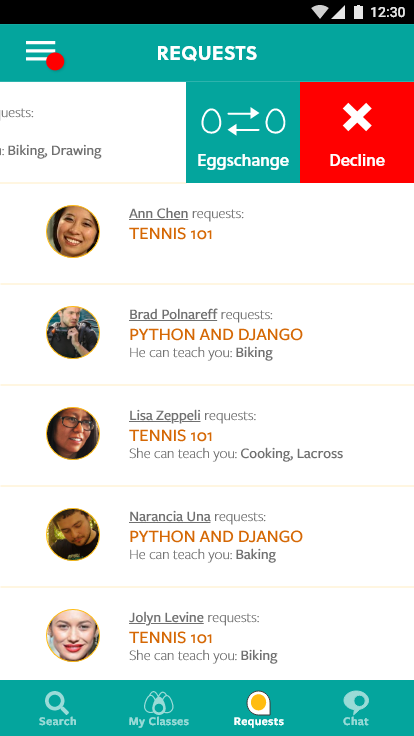 12:30
REQUESTS
quests:
: Biking, Drawing
Eggschange
Decline
Ann Chen requests:
TENNIS 101
Brad Polnareff requests:
PYTHON AND DJANGO
He can teach you: Biking
Lisa Zeppeli requests:
TENNIS 101
She can teach you: Cooking, Lacross
Narancia Una requests:
PYTHON AND DJANGO
He can teach you: Baking
Jolyn Levine requests:
TENNIS 101
She can teach you: Biking
Search
My Classes
Requests
Chat